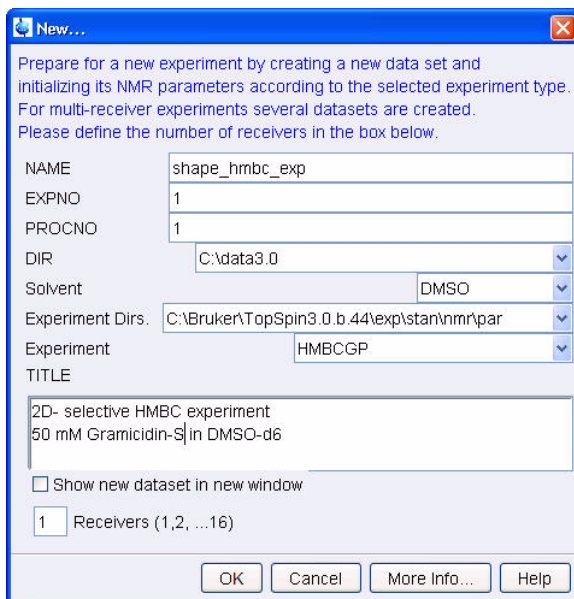 New...
Prepare for a new experiment by creating a new data set and
initializing its NMR parameters according to the selected experiment type.
For multi-receiver experiments several datasets are created.
Please define the number of receivers in the box below.
NAME shape_hmbc_exp
EXPNO 1
PROCNO 1
DIR C:\data3.0
Solvent DMSO
Experiment Dirs. C:\Bruker\TopSpin3.0.b.44\exp\stan\nmr\par
Experiment HMBCGP
TITLE
2D- selective HMBC experiment
50 mM Gramicidin-S in DMSO-d6
Show new dataset in new window
1 Receivers (1,2, ...16)
OK Cancel More Info... Help